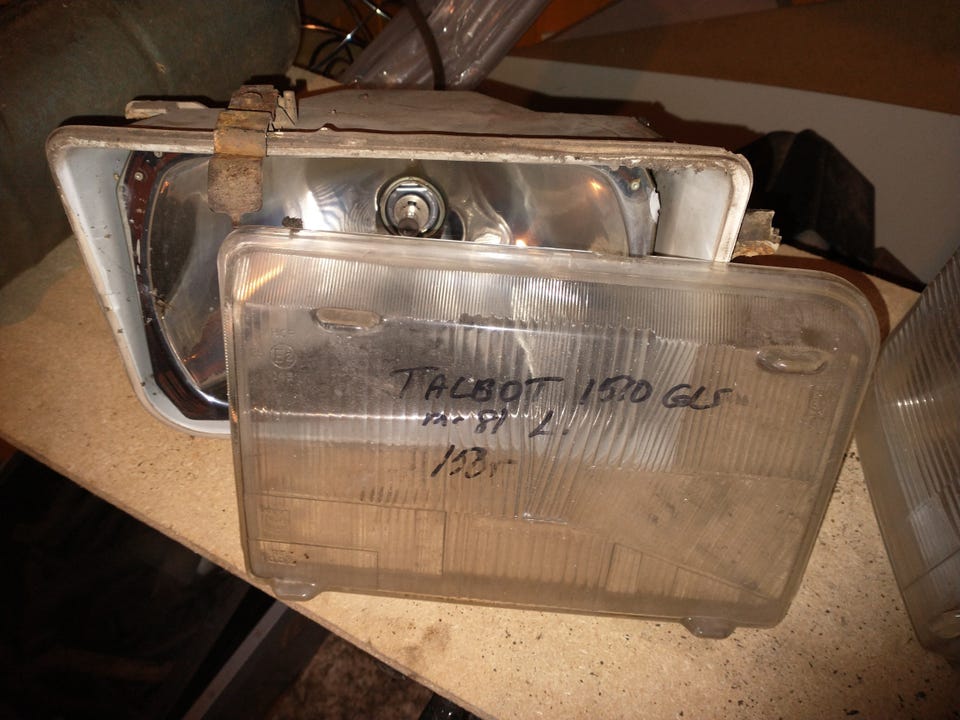 TALBOT 1510 GLS
m-81 L.
153:-